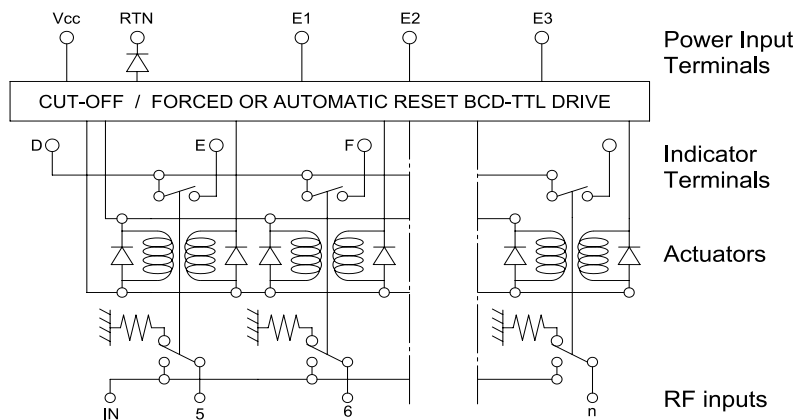 Vcc RTN E1 E2 E3
Power Input
Terminals
CUT-OFF / FORCED OR AUTOMATIC RESET BCD-TTL DRIVE
D E F
Indicator
Terminals
Actuators
IN 5 6 n
RF inputs